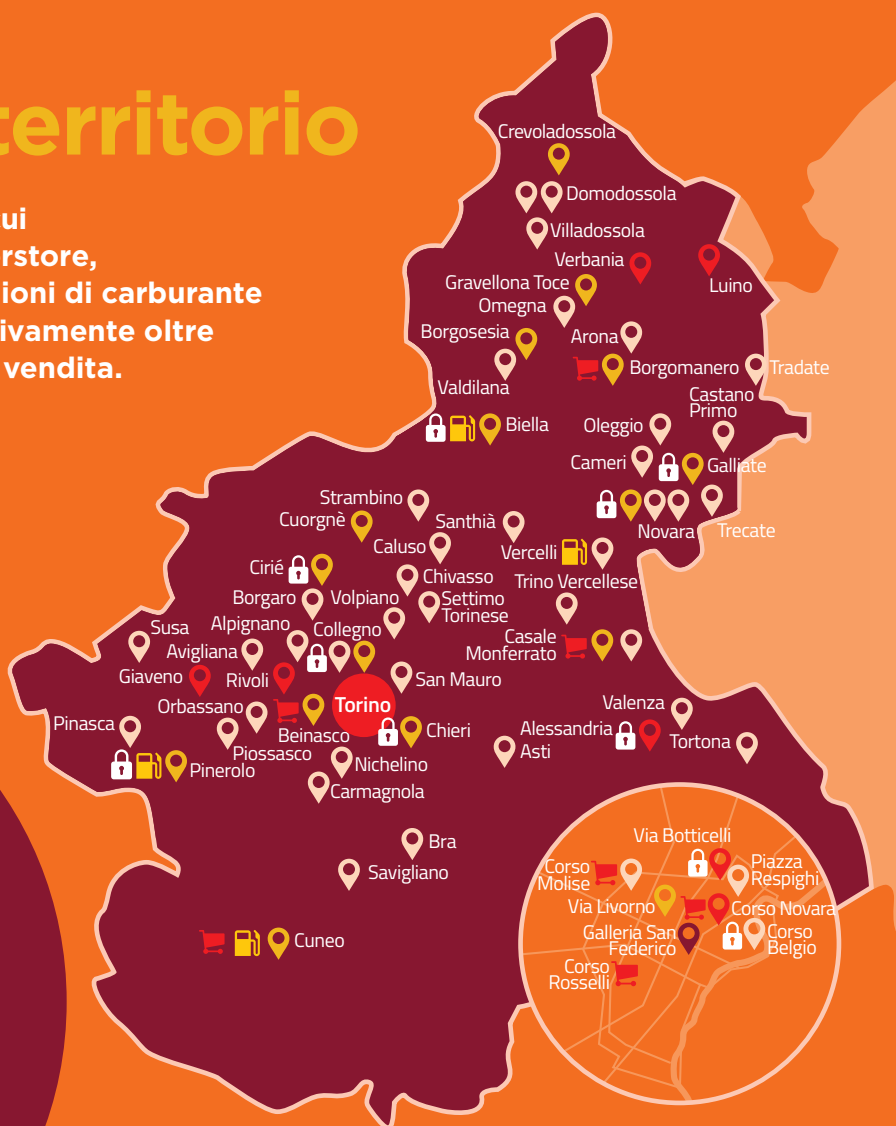 territorio
ui
rstore,
ioni di carburante
ivamente oltre
vendita.
Crevoladossola
Domodossola
Villadossola
Verbania
Luino
Gravellona Toce
Omegna
Borgosesia
Arona
Valdilana
Borgomanero
Tradate
Castano
Primo
Biella
Oleggio
Cameri
Galliate
Strambino
Cuorgnè
Santhià
Novara
Trecate
Caluso
Vercelli
Cirié
Chivasso
Trino Vercellese
Borgaro
Volpiano
Settimo
Torinese
Susa
Alpignano
Collegno
Casale
Monferrato
Avigliana
Giaveno
Rivoli
San Mauro
Orbassano
Torino
Valenza
Pinasca
Beinasco
Chieri
Alessandria
Asti
Tortona
Piossasco
Nichelino
Pinerolo
Carmagnola
Bra
Savigliano
Cuneo
Via Botticelli
Corso
Molise
Piazza
Respighi
Via Livorno
Corso Novara
Galleria San
Federico
Corso
Belgio
Corso
Rosselli